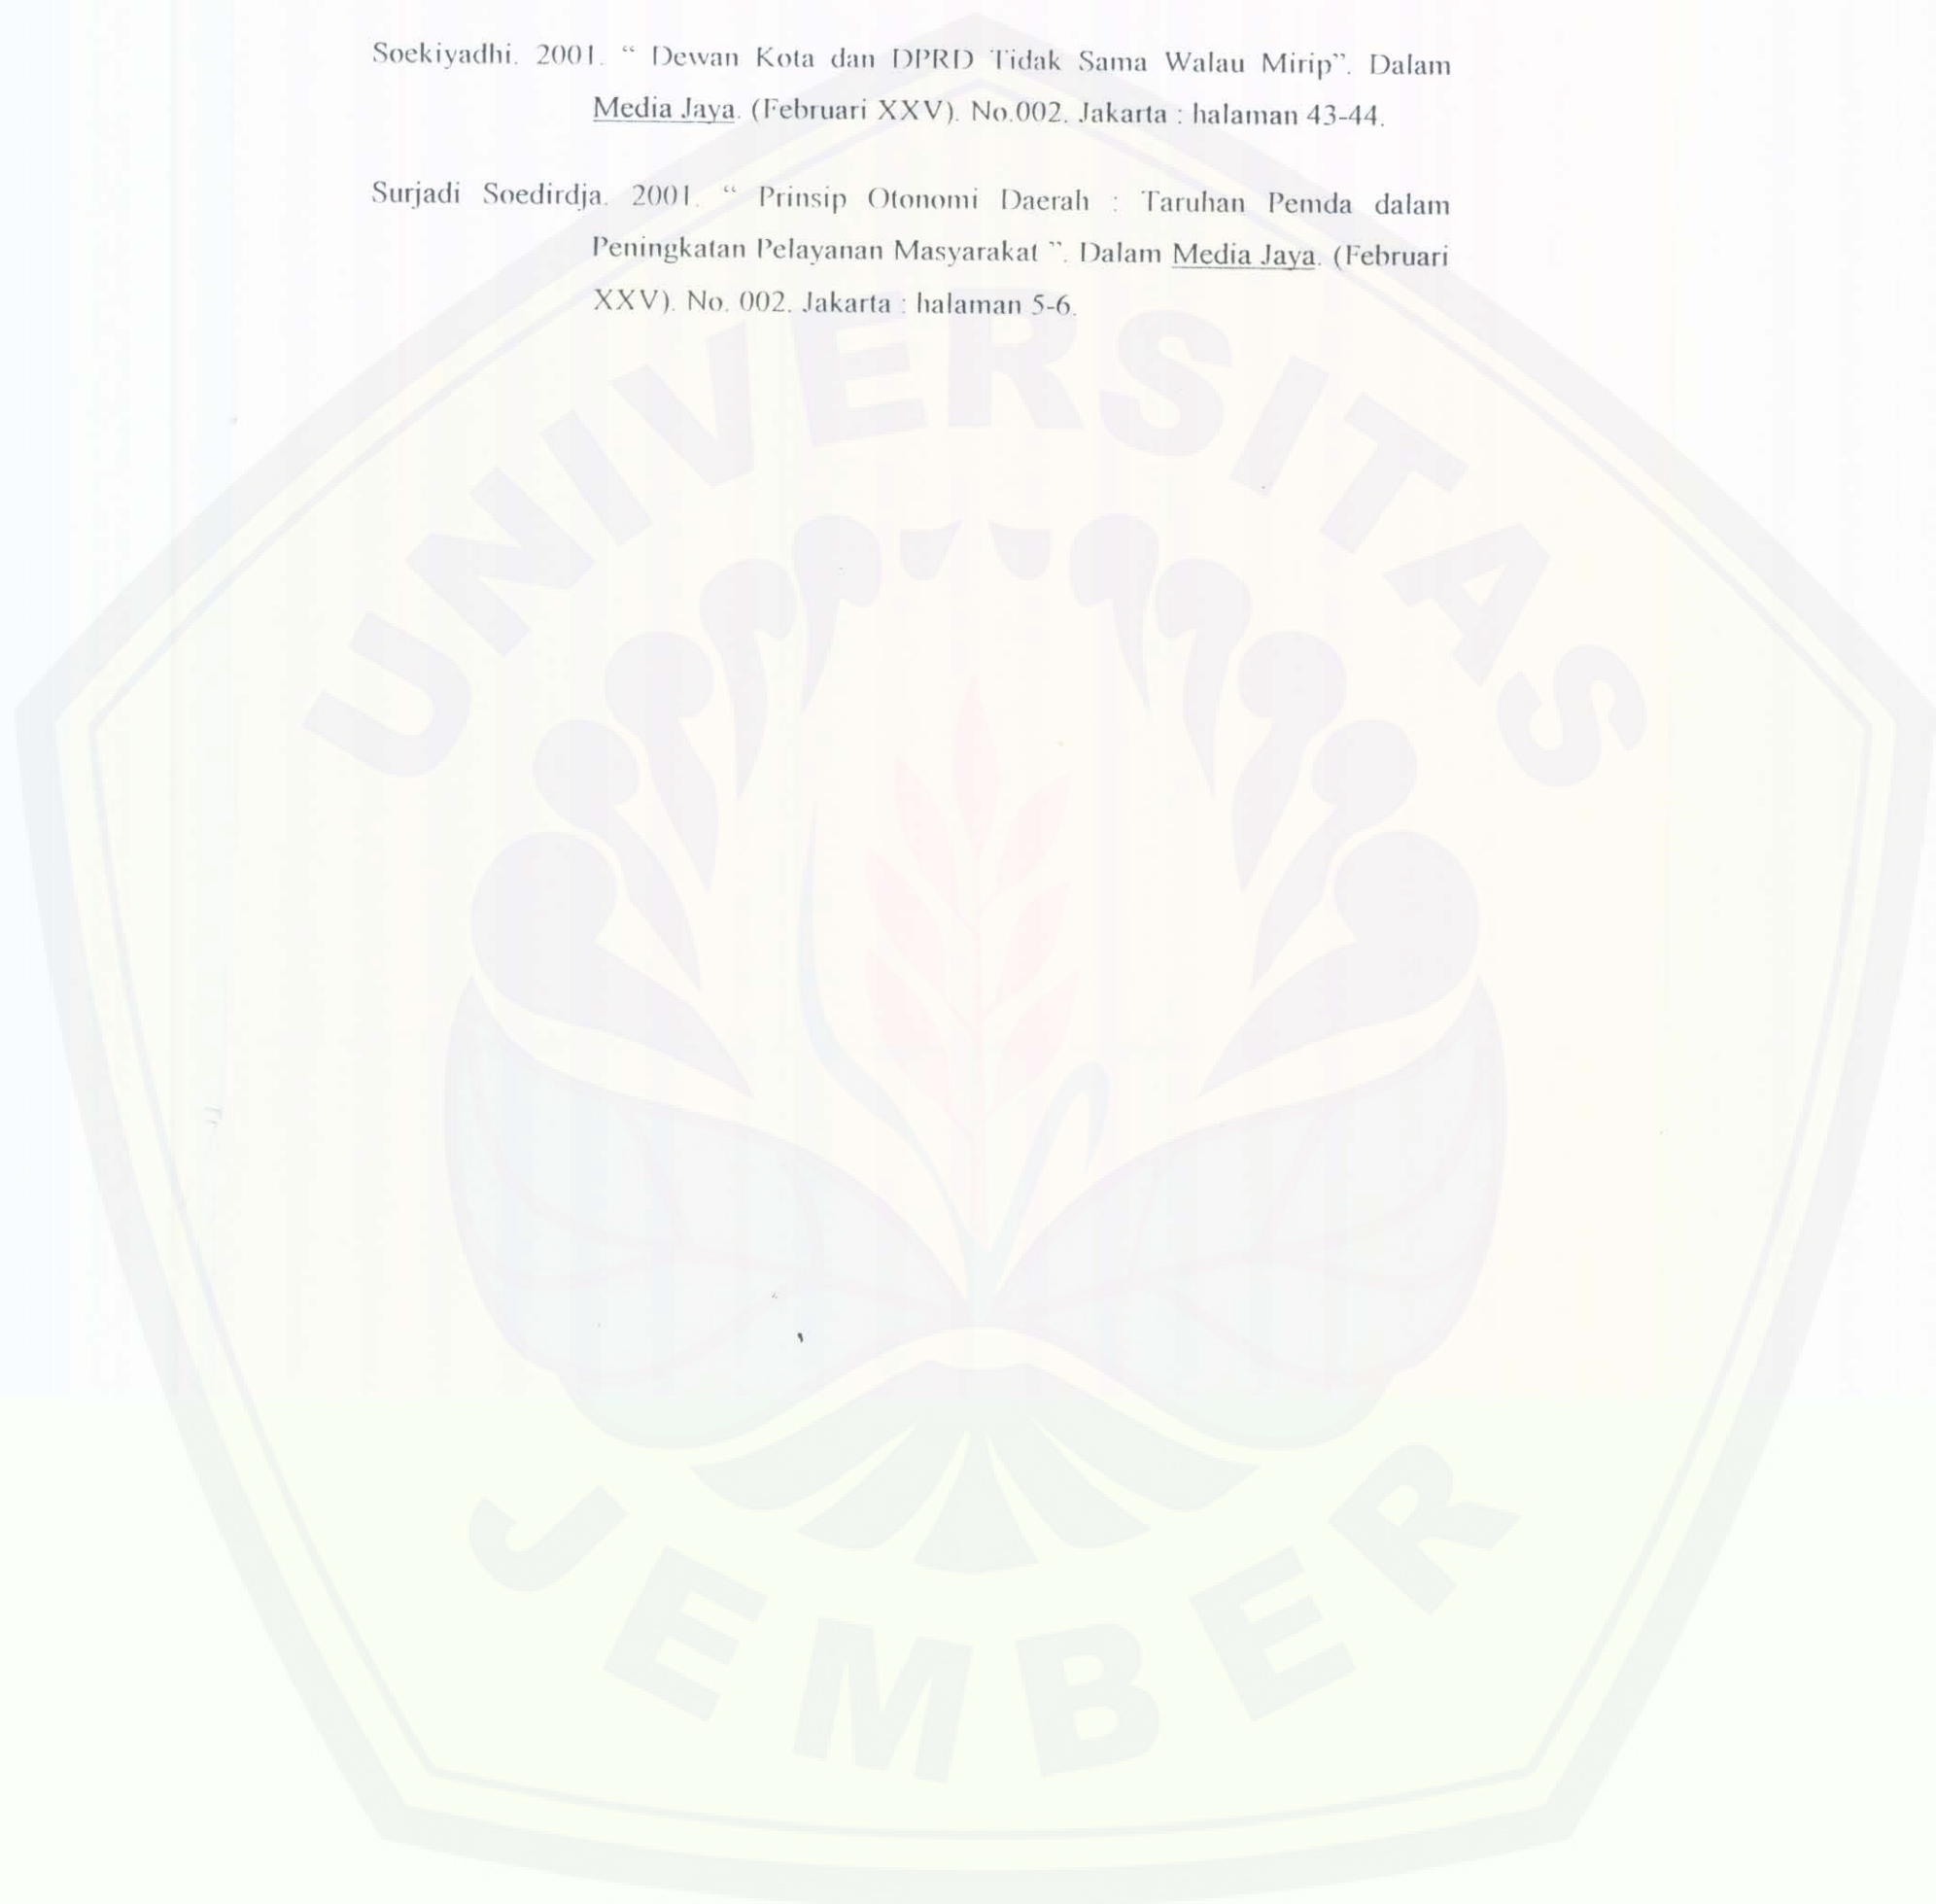 Soekiyadhi. 2001. “ Dewan Kota dan DPRD Tidak Sama Walau Mirip”. Dalam
Media Jaya. (Februari XXV). No.002. Jakarta : halaman 43-44.
Surjadi Soedirdja. 2001. “ Prinsip Otonomi Daerah : Taruhan Pemda dalam
Peningkatan Pelayanan Masyarakat ”. Dalam Media Jaya. (Februari
XXV). No. 002. Jakarta : halaman 5-6.
UNIVERSITAS
JEMBER